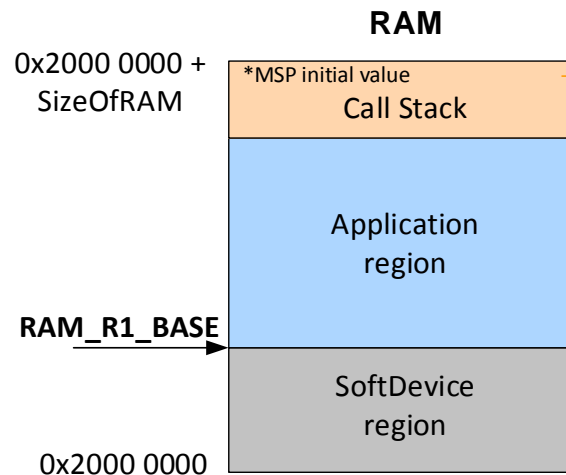 RAM
0x2000 0000 +
SizeOfRAM
*MSP initial value
Call Stack
Application
region
RAM_R1_BASE
SoftDevice
region
0x2000 0000